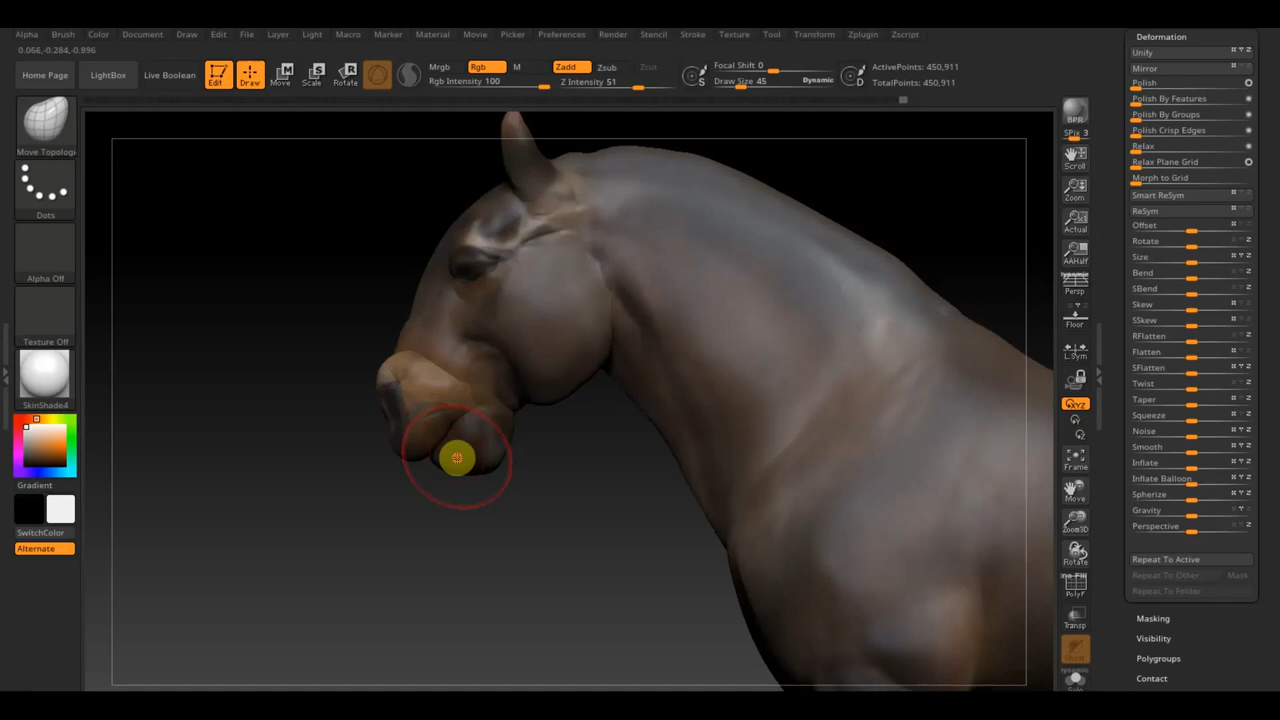 Alpha Brush Color Document Draw Edit File Layer Light Macro Marker Material Movie Picker Preferences Render Stencil Stroke Texture Tool Transform Zplugin Zscript
0.066,-0.284,-0.996
Home Page
LightBox
Live Boolean
Edit
Draw
Move
Scale
Rotate
Mrgb Rgb M
Rgb Intensity 100
Zadd Zsub Zcut
Z Intensity 51
Focal Shift 0
Draw Size 45
Dynamic
ActivePoints: 450,911
TotalPoints: 450,911
Move Topologi
Dots
Alpha Off
Texture Off
SkinShade4
Gradient
SwitchColor
Alternate
BPR
SPix 3
Scroll
Zoom
Actual
AAHalf
Dynamic
Persp
Floor
L.Sym
XYZ
Y
Z
Frame
Move
Zoom3D
Rotate
PolyF
Transp
Ghost
Dynamic
Solo
Deformation
Unify
Mirror
Polish
Polish By Features
Polish By Groups
Polish Crisp Edges
Relax
Relax Plane Grid
Morph to Grid
Smart ReSym
ReSym
Offset
Rotate
Size
Bend
SBend
Skew
SSkew
RFlatten
Flatten
SFlatten
Twist
Taper
Squeeze
Noise
Smooth
Inflate
Inflate Balloon
Spherize
Gravity
Perspective
Repeat To Active
Repeat To Other Mask
Repeat To Folder
Masking
Visibility
Polygroups
Contact